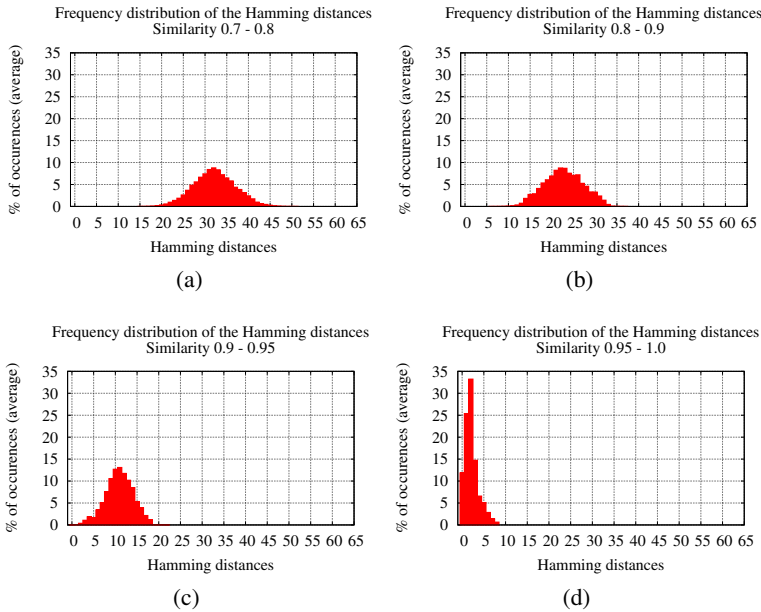 Frequency distribution of the Hamming distances
Similarity 0.7 - 0.8
% of occurences (average)
35
30
25
20
15
10
5
0
0 5 10 15 20 25 30 35 40 45 50 55 60 65
Hamming distances
(a)
Frequency distribution of the Hamming distances
Similarity 0.8 - 0.9
% of occurences (average)
35
30
25
20
15
10
5
0
0 5 10 15 20 25 30 35 40 45 50 55 60 65
Hamming distances
(b)
Frequency distribution of the Hamming distances
Similarity 0.9 - 0.95
% of occurences (average)
35
30
25
20
15
10
5
0
0 5 10 15 20 25 30 35 40 45 50 55 60 65
Hamming distances
(c)
Frequency distribution of the Hamming distances
Similarity 0.95 - 1.0
% of occurences (average)
35
30
25
20
15
10
5
0
0 5 10 15 20 25 30 35 40 45 50 55 60 65
Hamming distances
(d)